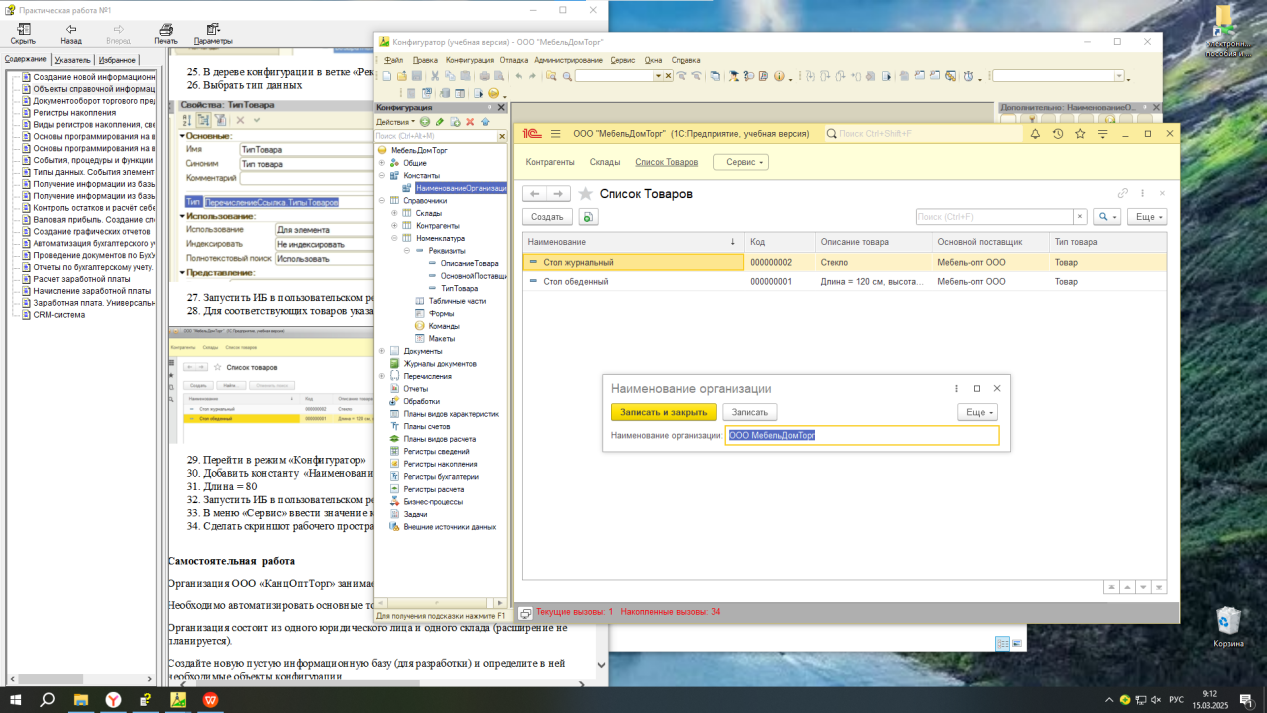 Практическая работа №1
Скрыть
Назад
Вперед
Печать
Параметры
Содержание
Указатель
Избранное
Создание новой информационн
Объекты справочной информац
Документооборот торгового пред
Регистры накопления
Виды регистров накопления, све
Основы программирования на в
Основы программирования на в
События, процедуры и функции
Типы данных. События элемент
Получение информации из базы
Получение информации из базы
Контроль остатков и расчёт себе
Валовая прибыль. Создание сло
Создание графических отчетов
Автоматизация бухгалтерского уч
Проведение документов по БухУ
Отчеты по бухгалтерскому учету.
Расчет заработной платы
Начисление заработной платы
Заработная плата. Универсальн
CRM-система
25. В дереве конфигурации в ветке «Рек
26. Выбрать тип данных
Свойства: ТипТовара
Основные:
Имя ТипТовара
Синоним Тип товара
Комментарий
Тип ПеречислениеСсылка.ТипыТоваров
Использование:
Использование Для элемента
Индексировать Не индексировать
Полнотекстовый поиск Использовать
Представление:
27. Запустить ИБ в пользовательском ре
28. Для соответствующих товаров указа
Список товаров
29. Перейти в режим «Конфигуратор»
30. Добавить константу «Наименовани
31. Длина = 80
32. Запустить ИБ в пользовательском ре
33. В меню «Сервис» ввести значение к
34. Сделать скриншот рабочего простра
Самостоятельная работа
Организация ООО «КанцОптТорг» занимае
Необходимо автоматизировать основные то
Организация состоит из одного юридического лица и одного склада (расширение не
планируется).
Создайте новую пустую информационную базу (для разработки) и определите в ней
необходимые объекты конфигурации
Конфигуратор (учебная версия) - ООО "МебельДомТорг"
Файл Правка Конфигурация Отладка Администрирование Сервис Окна Справка
Конфигурация
Действия
Поиск (Ctrl+Alt+M)
МебельДомТорг
Общие
Константы
НаименованиеОрганизаци
Справочники
Склады
Контрагенты
Номенклатура
Реквизиты
ОписаниеТовара
ОсновнойПоставщи
ТипТовара
Табличные части
Формы
Команды
Макеты
Документы
Журналы документов
Перечисления
Отчеты
Обработки
Планы видов характеристик
Планы счетов
Планы видов расчета
Регистры сведений
Регистры накопления
Регистры бухгалтерии
Регистры расчета
Бизнес-процессы
Задачи
Внешние источники данных
Для получения подсказки нажмите F1
Дополнительно: НаименованиеО...
ООО "МебельДомТорг" (1С:Предприятие, учебная версия)
Поиск Ctrl+Shift+F
Контрагенты Склады Список Товаров Сервис
Список Товаров
Создать
Поиск (Ctrl+F)
Еще
Наименование Код Описание товара Основной поставщик Тип товара
Стол журнальный 000000002 Стекло Мебель-опт ООО Товар
Стол обеденный 000000001 Длина = 120 см, высота... Мебель-опт ООО Товар
Наименование организации
Записать и закрыть
Записать
Еще
Наименование организации: ООО МебельДомТорг
Текущие вызовы: 1 Накопленные вызовы: 34
Корзина
РУС
9:12
15.03.2025